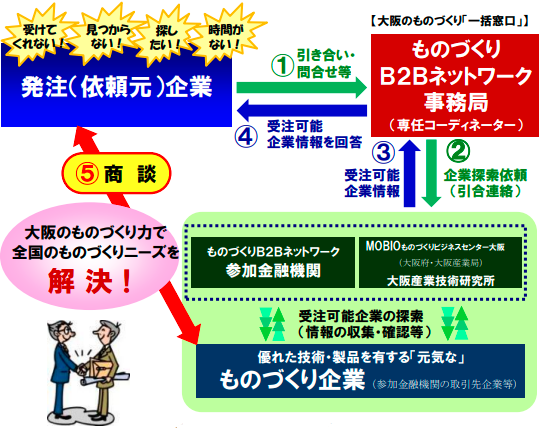 受けて
くれない!
見つから
ない!
探し
たい!
時間が
ない!
発注(依頼元)企業
①引き合い・
問合せ等
④受注可能
企業情報を回答
【大阪のものづくり「一括窓口」】
ものづくり
B2Bネットワーク
事務局
(専任コーディネーター)
③
受注可能
企業情報
②
企業探索依頼
(引合連絡)
⑤商談
大阪のものづくり力で
全国のものづくりニーズを
解決!
ものづくりB2Bネットワーク
参加金融機関
MOBIOものづくりビジネスセンター大阪
(大阪府・大阪産業局)
大阪産業技術研究所
受注可能企業の探索
(情報の収集・確認等)
優れた技術・製品を有する「元気な」
ものづくり企業(参加金融機関の取引先企業等)